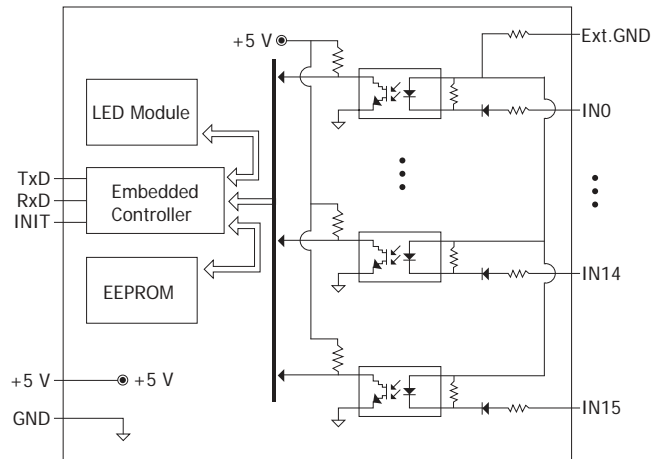 +5 V
Ext.GND
LED Module
IN0
TxD
RxD
INIT
Embedded
Controller
IN14
EEPROM
+5 V
+5 V
GND
IN15